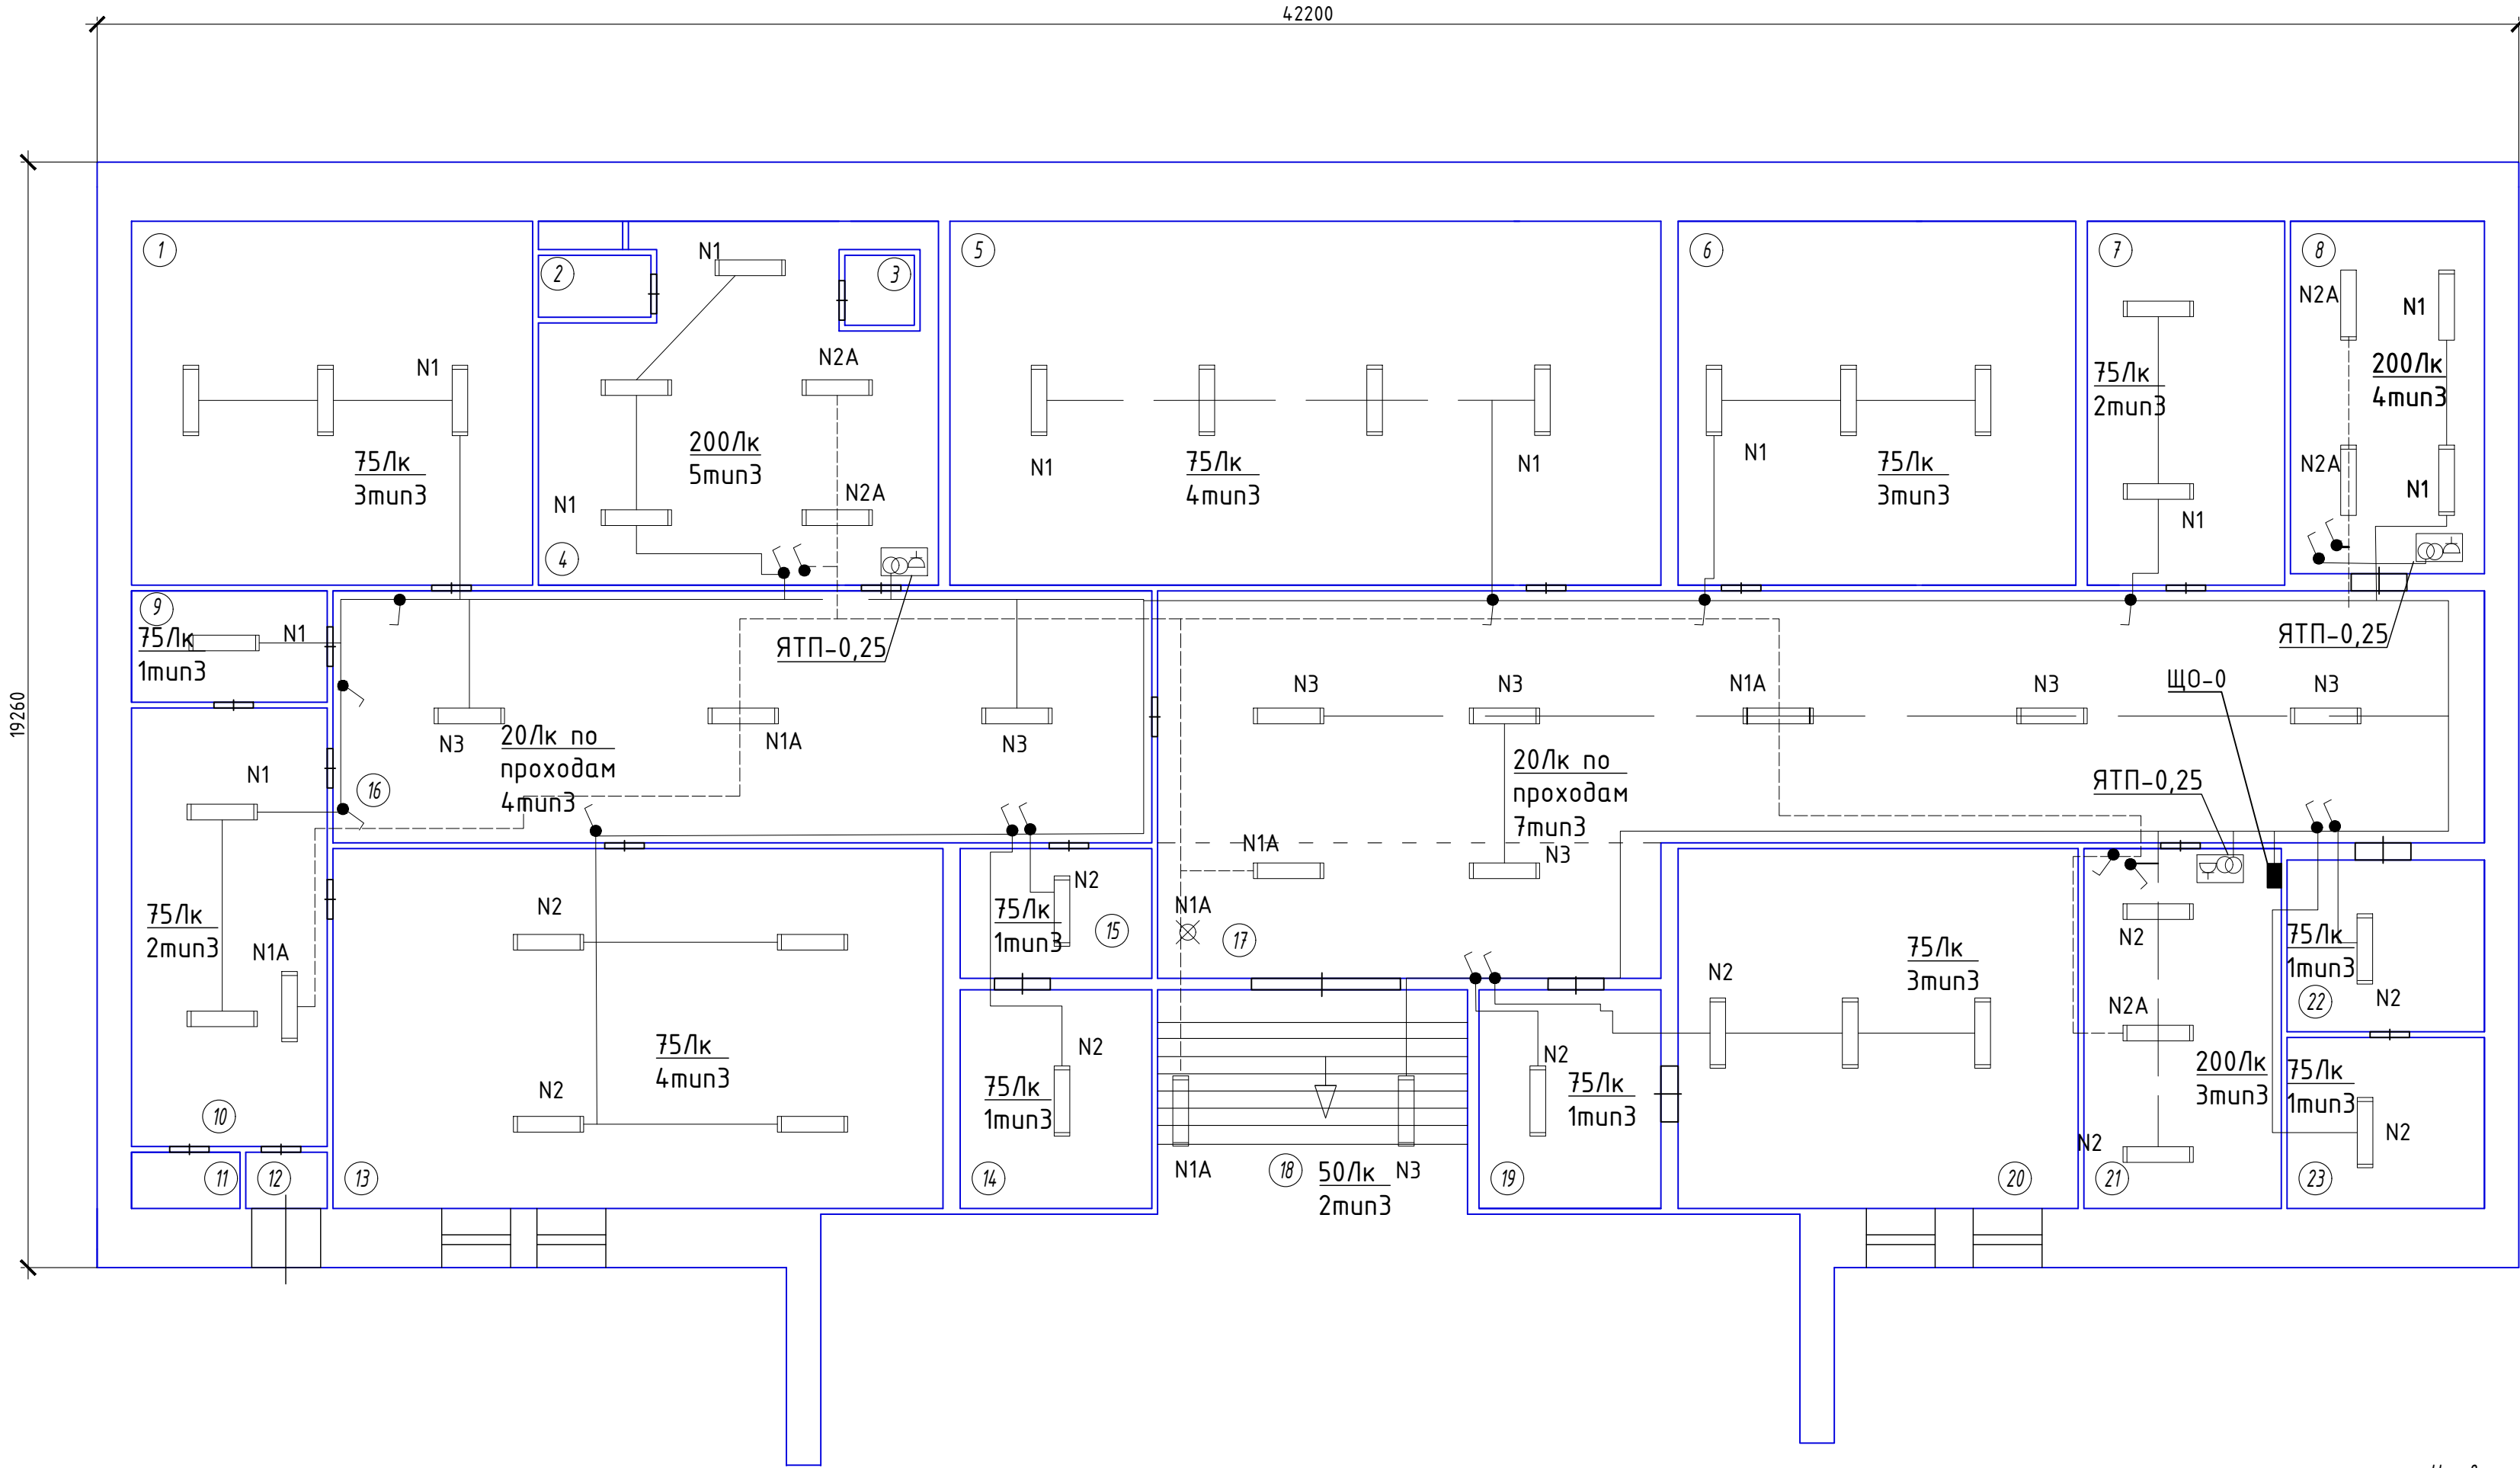 42200
19260
1
2
3
4
5
6
7
8
N1
75Лк
3тип3
N1
N2A
200Лк
5тип3
N1
N2A
N1
75Лк
4тип3
N1
N1
75Лк
3тип3
75Лк
2тип3
N1
N2A
N1
200Лк
4тип3
N2A
N1
9
75Лк
1тип3
N1
ЯТП-0,25
ЯТП-0,25
N3
N1A
N3
20Лк по
проходам
4тип3
16
N3
N3
N1A
N3
N3
ЩО-0
20Лк по
проходам
7тип3
ЯТП-0,25
N1A
N3
N1A
17
N1
75Лк
2тип3
N1A
10
11
12
13
N2
75Лк
4тип3
N2
N2
75Лк
1тип3
15
N2
75Лк
1тип3
14
N1A
18
50Лк
2тип3
N3
N2
75Лк
1тип3
19
N2
75Лк
3тип3
20
N2
N2A
200Лк
3тип3
N2
21
75Лк
1тип3
22
N2
75Лк
1тип3
N2
23